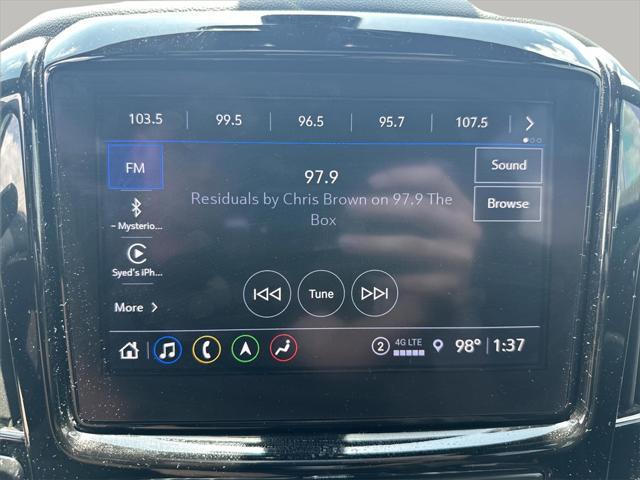 103.5 99.5 96.5 95.7 107.5
FM
97.9
Sound
Residuals by Chris Brown on 97.9 The
Box
Browse
~ Mysterio...
Syed's iPh...
More
Tune
2 4G LTE 98° 1:37